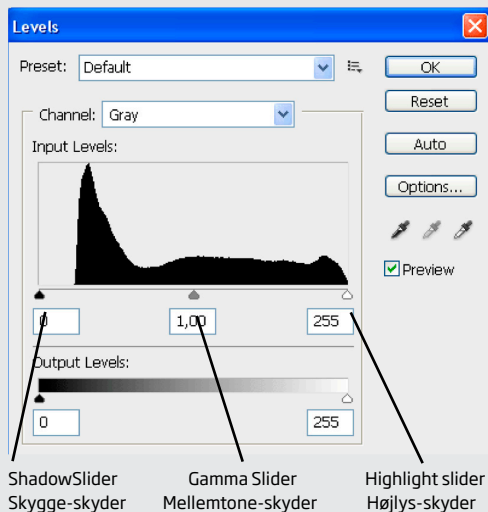 Levels
Preset: Default
OK
Reset
Channel: Gray
Auto
Input Levels:
Options...
Preview
0 1,00 255
Output Levels:
0 255
ShadowSlider Gamma Slider Highlight slider
Skygge-skyder Mellemtone-skyder Højlys-skyder